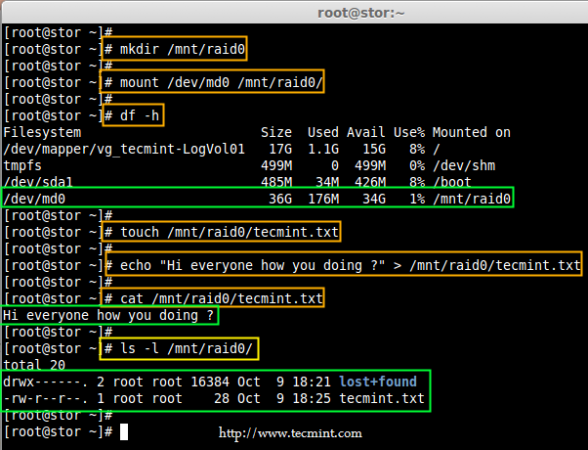 root@stor:~
[root@stor ~]#
[root@stor ~]# mkdir /mnt/raid0
[root@stor ~]#
[root@stor ~]# mount /dev/md0 /mnt/raid0/
[root@stor ~]#
[root@stor ~]# df -h
Filesystem Size Used Avail Use% Mounted on
/dev/mapper/vg_tecmint-LogVol01 17G 1.1G 15G 8% /
tmpfs 499M 0 499M 0% /dev/shm
/dev/sda1 485M 34M 426M 8% /boot
/dev/md0 36G 176M 34G 1% /mnt/raid0
[root@stor ~]#
[root@stor ~]# touch /mnt/raid0/tecmint.txt
[root@stor ~]#
[root@stor ~]# echo "Hi everyone how you doing ?" > /mnt/raid0/tecmint.txt
[root@stor ~]#
[root@stor ~]# cat /mnt/raid0/tecmint.txt
Hi everyone how you doing ?
[root@stor ~]#
[root@stor ~]# ls -l /mnt/raid0/
total 20
drwx------. 2 root root 16384 Oct 9 18:21 lost+found
-rw-r--r--. 1 root root 28 Oct 9 18:25 tecmint.txt
[root@stor ~]#
[root@stor ~]#
http://www.tecmint.com